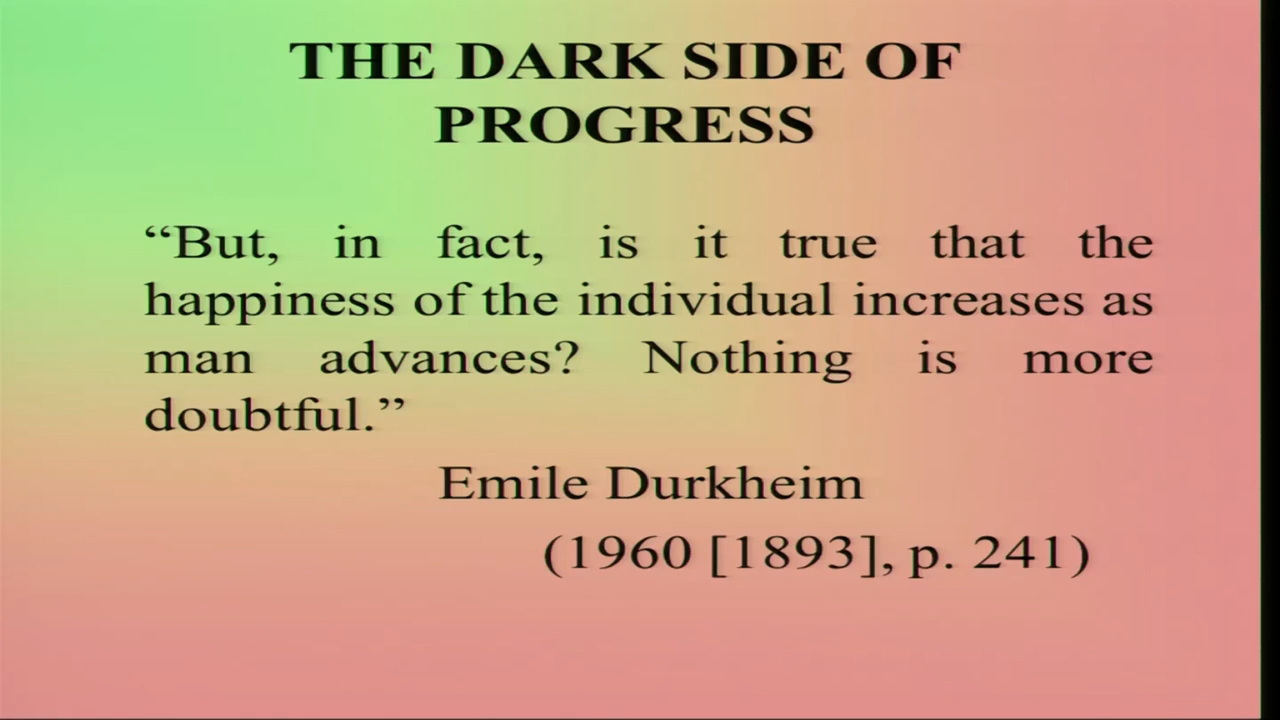 THE DARK SIDE OF
PROGRESS
“But, in fact, is it true that the
happiness of the individual increases as
man advances? Nothing is more
doubtful.”
Emile Durkheim
(1960 [1893], p. 241)